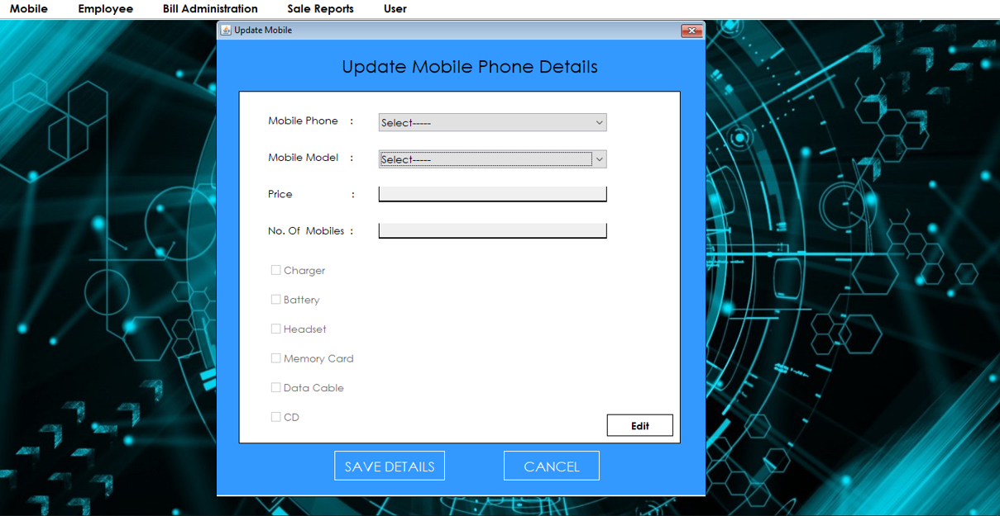 Mobile Employee Bill Administration Sale Reports User
Update Mobile
Update Mobile Phone Details
Mobile Phone : Select-----
Mobile Model : Select-----
Price :
No. Of Mobiles :
Charger
Battery
Headset
Memory Card
Data Cable
CD
Edit
SAVE DETAILS CANCEL